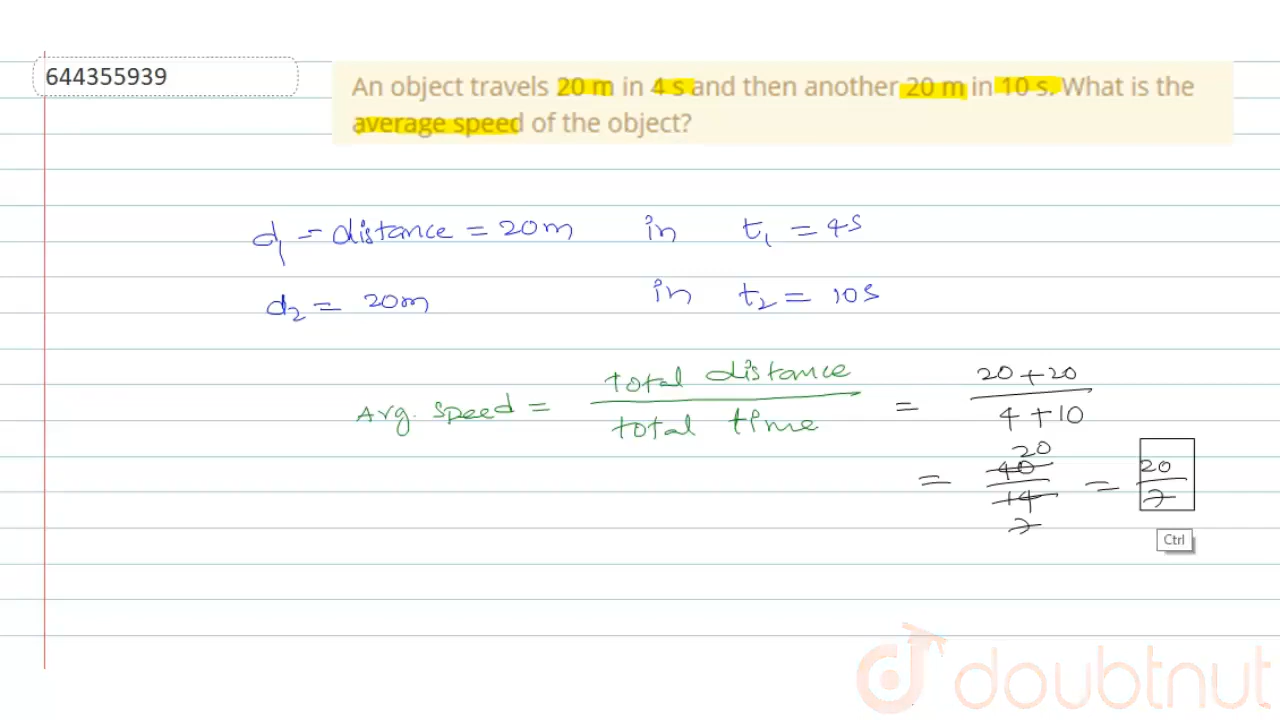 644355939
An object travels 20 m in 4 s and then another 20 m in 10 s. What is the
average speed of the object?
d1 - distance = 20m in t1 = 4s
d2 = 20m in t2 = 10s
Avg. speed = total distance / total time = 20+20 / 4+10
= 20 40 / 14 7 = 20 / 7
Ctrl
doubtnut